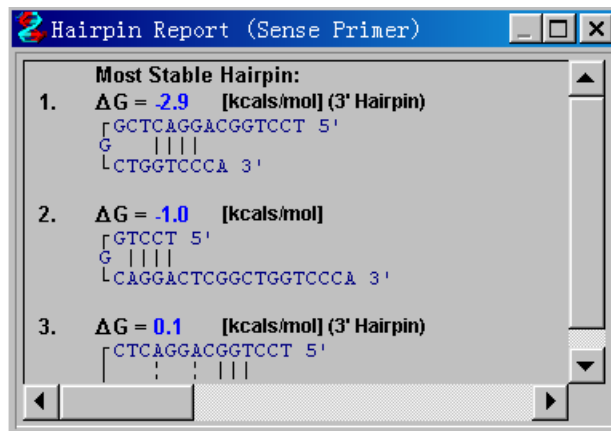 Hairpin Report (Sense Primer)
Most Stable Hairpin:
1. ΔG = -2.9 [kcals/mol] (3' Hairpin)
GCTCAGGACGGTCCT 5'
G
CTGGTCCCA 3'
2. ΔG = -1.0 [kcals/mol]
GTCCT 5'
G
CAGGACTCGGCTGGTCCCA 3'
3. ΔG = 0.1 [kcals/mol] (3' Hairpin)
CTCAGGACGGTCCT 5'